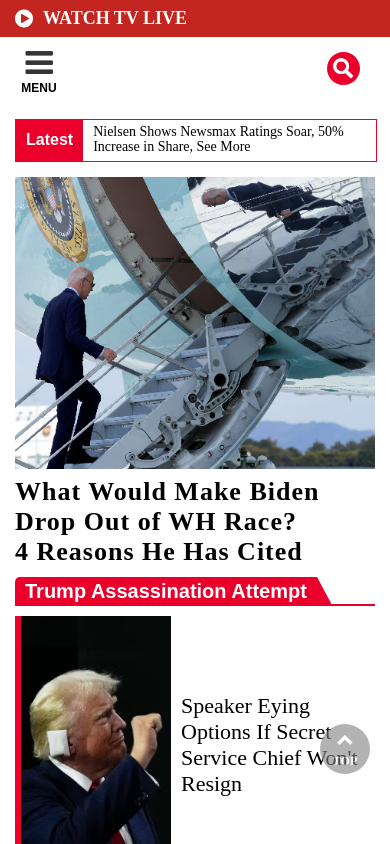 WATCH TV LIVE
MENU
Latest
Nielsen Shows Newsmax Ratings Soar, 50%
Increase in Share, See More
What Would Make Biden
Drop Out of WH Race?
4 Reasons He Has Cited
Trump Assassination Attempt
Speaker Eying
Options If Secret
Service Chief Won't
Resign
TOP